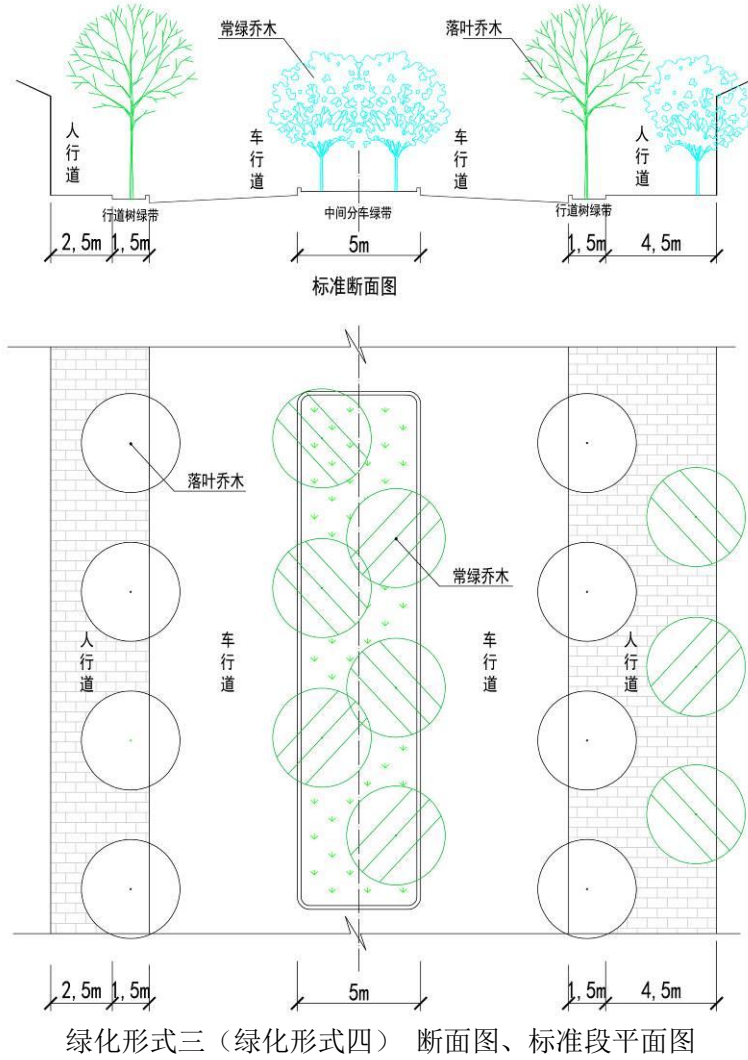 常绿乔木
落叶乔木
人行道
车行道
车行道
人行道
行道树绿带
中间分车绿带
行道树绿带
2,5m
1,5m
5m
1,5m
4,5m
标准断面图
落叶乔木
常绿乔木
人行道
车行道
车行道
人行道
2,5m
1,5m
5m
1,5m
4,5m
绿化形式三（绿化形式四） 断面图、标准段平面图